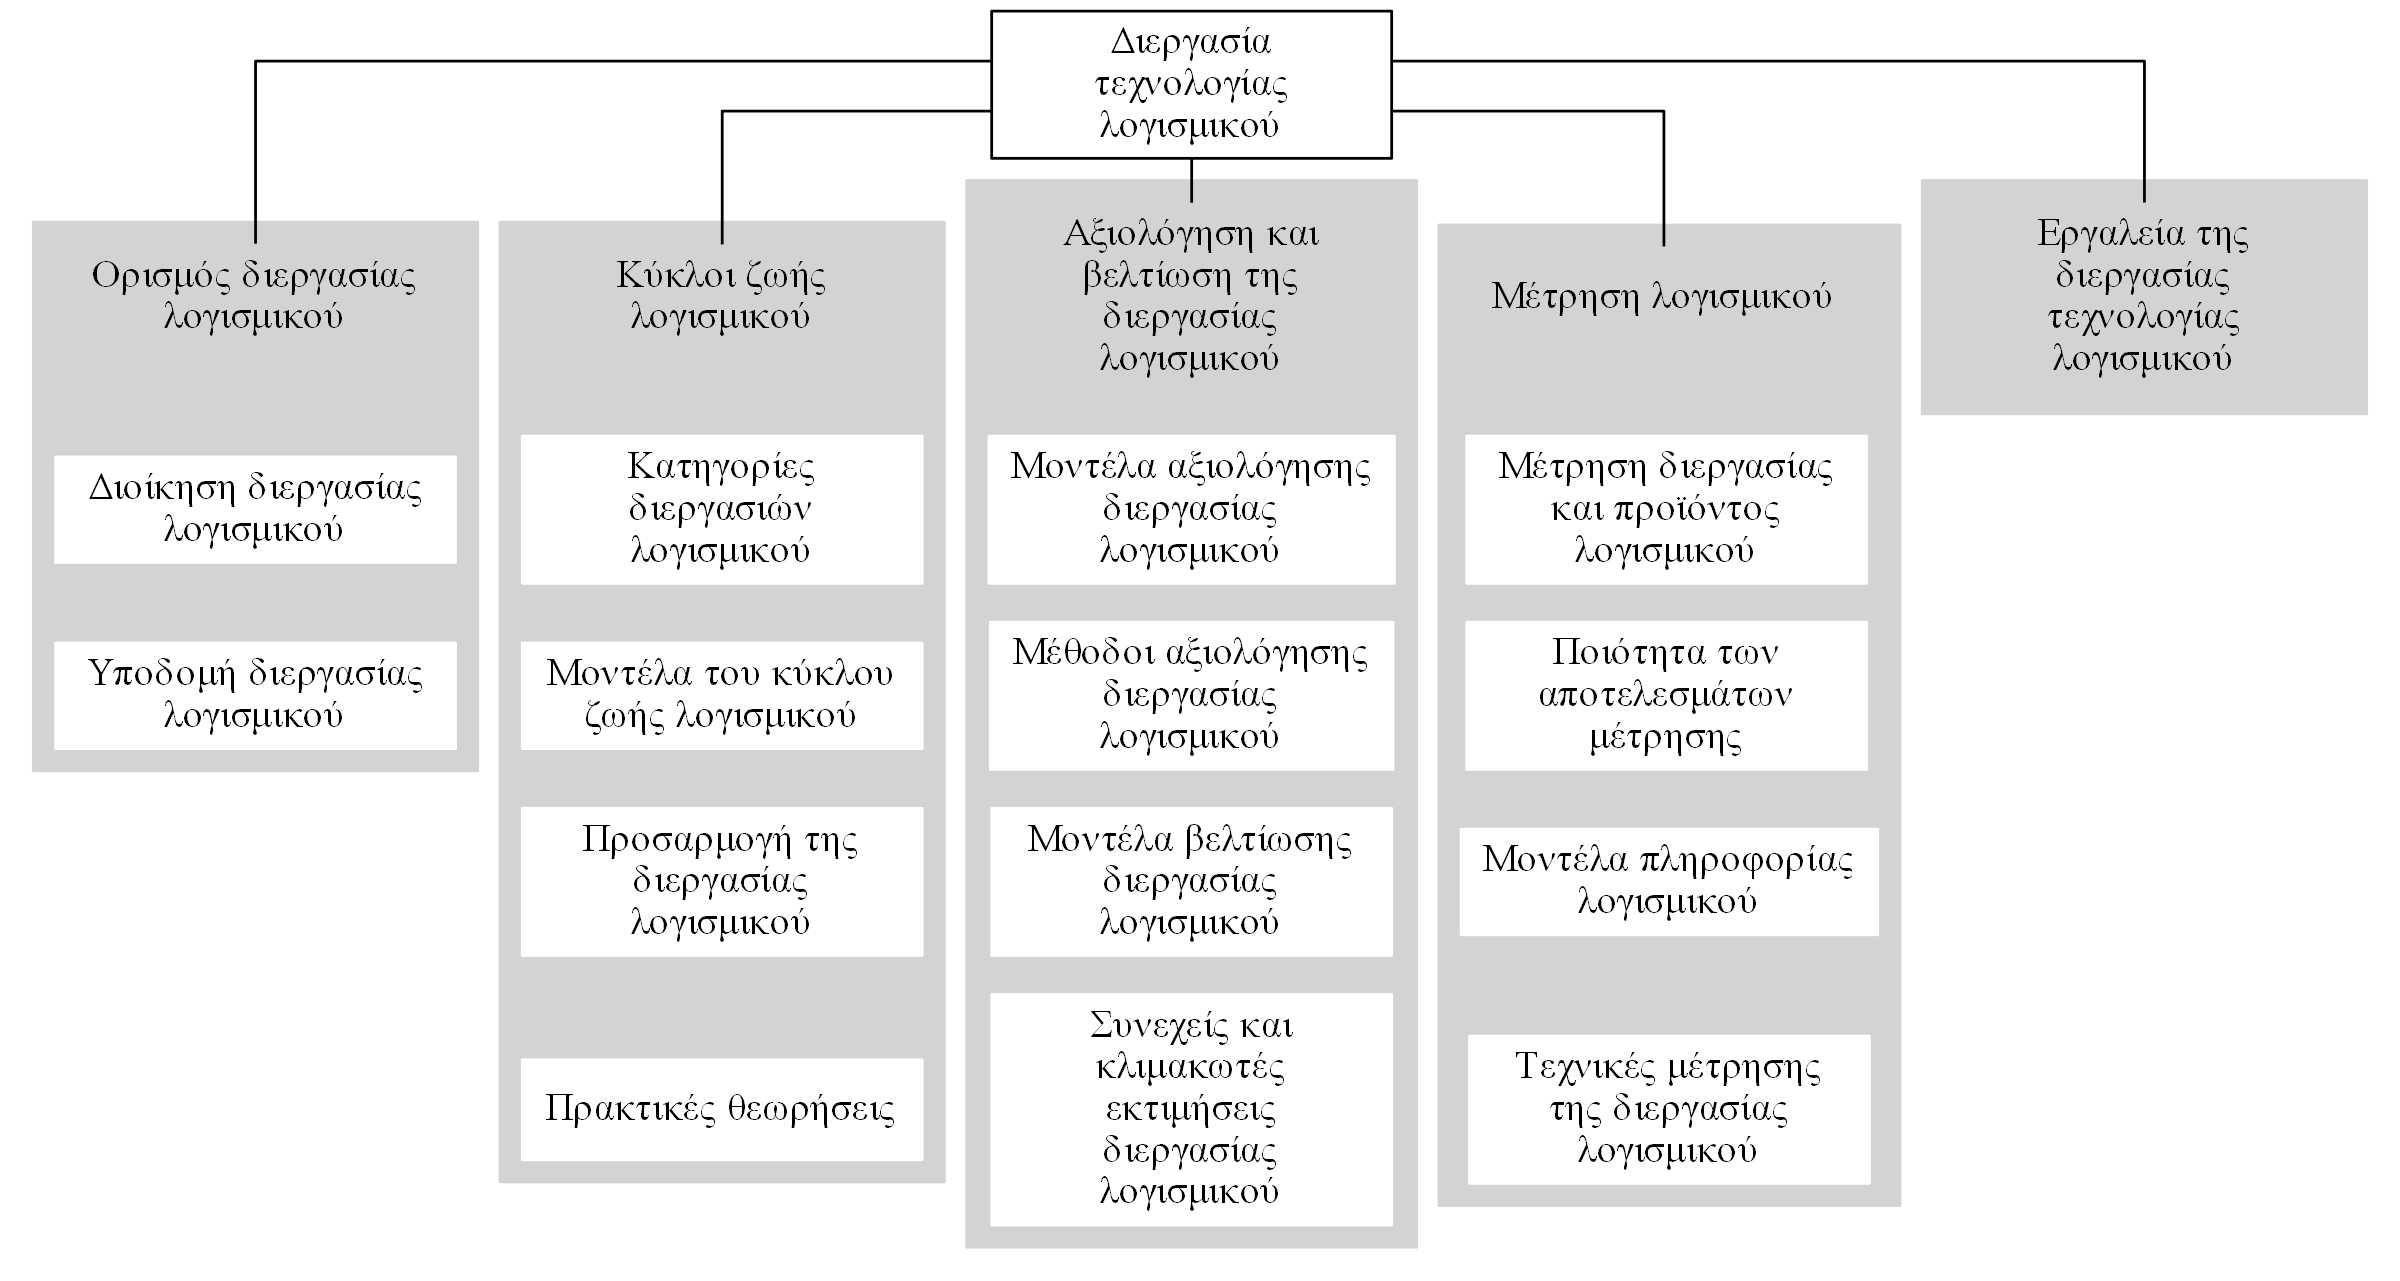 Διεργασία
τεχνολογίας
λογισμικού
Ορισμός διεργασίας
λογισμικού
Διοίκηση διεργασίας
λογισμικού
Υποδομή διεργασίας
λογισμικού
Κύκλοι ζωής
λογισμικού
Κατηγορίες
διεργασιών
λογισμικού
Μοντέλα του κύκλου
ζωής λογισμικού
Προσαρμογή της
διεργασίας
λογισμικού
Πρακτικές θεωρήσεις
Αξιολόγηση και
βελτίωση της
διεργασίας
λογισμικού
Μοντέλα αξιολόγησης
διεργασίας
λογισμικού
Μέθοδοι αξιολόγησης
διεργασίας
λογισμικού
Μοντέλα βελτίωσης
διεργασίας
λογισμικού
Συνεχείς και
κλιμακωτές
εκτιμήσεις
διεργασίας
λογισμικού
Μέτρηση λογισμικού
Μέτρηση διεργασίας
και προϊόντος
λογισμικού
Ποιότητα των
αποτελεσμάτων
μέτρησης
Μοντέλα πληροφορίας
λογισμικού
Τεχνικές μέτρησης
της διεργασίας
λογισμικού
Εργαλεία της
διεργασίας
τεχνολογίας
λογισμικού